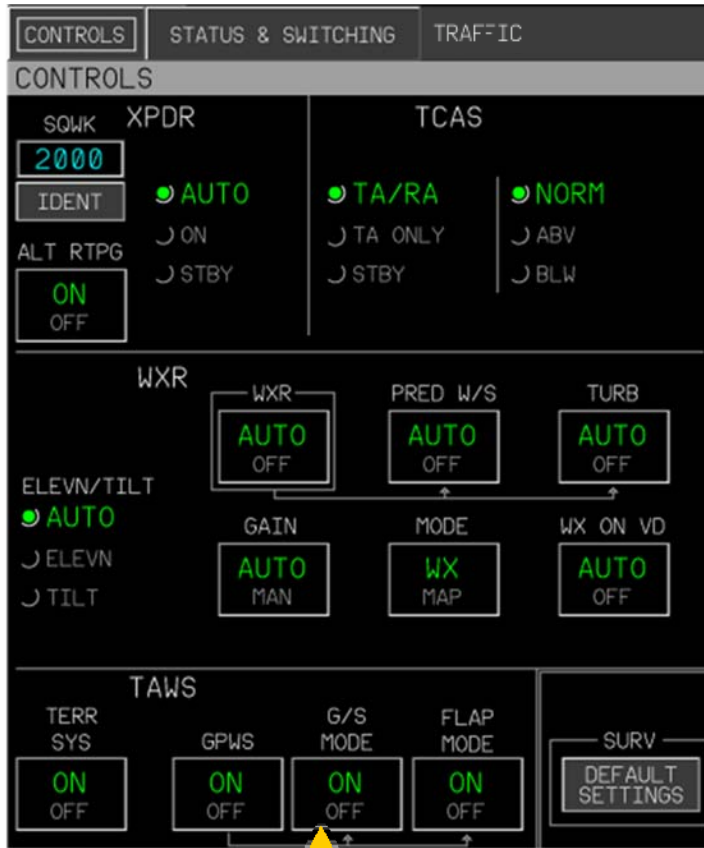 CONTROLS STATUS & SWITCHING TRAFFIC
CONTROLS
XPDR
SQWK
2000
IDENT
ALT RTPG
ON
OFF
AUTO
ON
STBY
TCAS
TA/RA
TA ONLY
STBY
NORM
ABV
BLW
WXR
ELEVN/TILT
AUTO
ELEVN
TILT
WXR
AUTO
OFF
PRED W/S
AUTO
OFF
TURB
AUTO
OFF
GAIN
AUTO
MAN
MODE
WX
MAP
WX ON VD
AUTO
OFF
TAWS
TERR
SYS
ON
OFF
GPWS
ON
OFF
G/S
MODE
ON
OFF
FLAP
MODE
ON
OFF
SURV
DEFAULT
SETTINGS